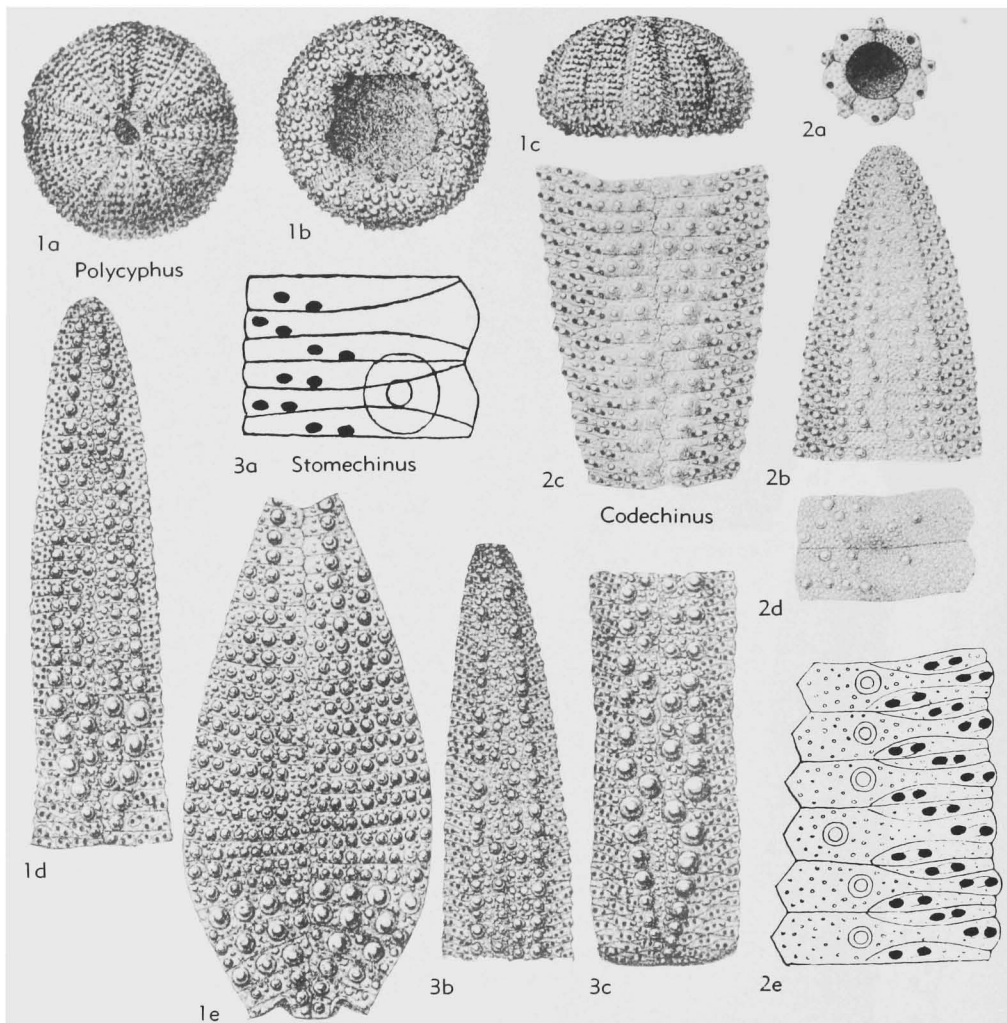 1a
1b
1c
2a
Polycyphus
3a
Stomechinus
2c
2b
Codechinus
2d
1d
1e
3b
3c
2e